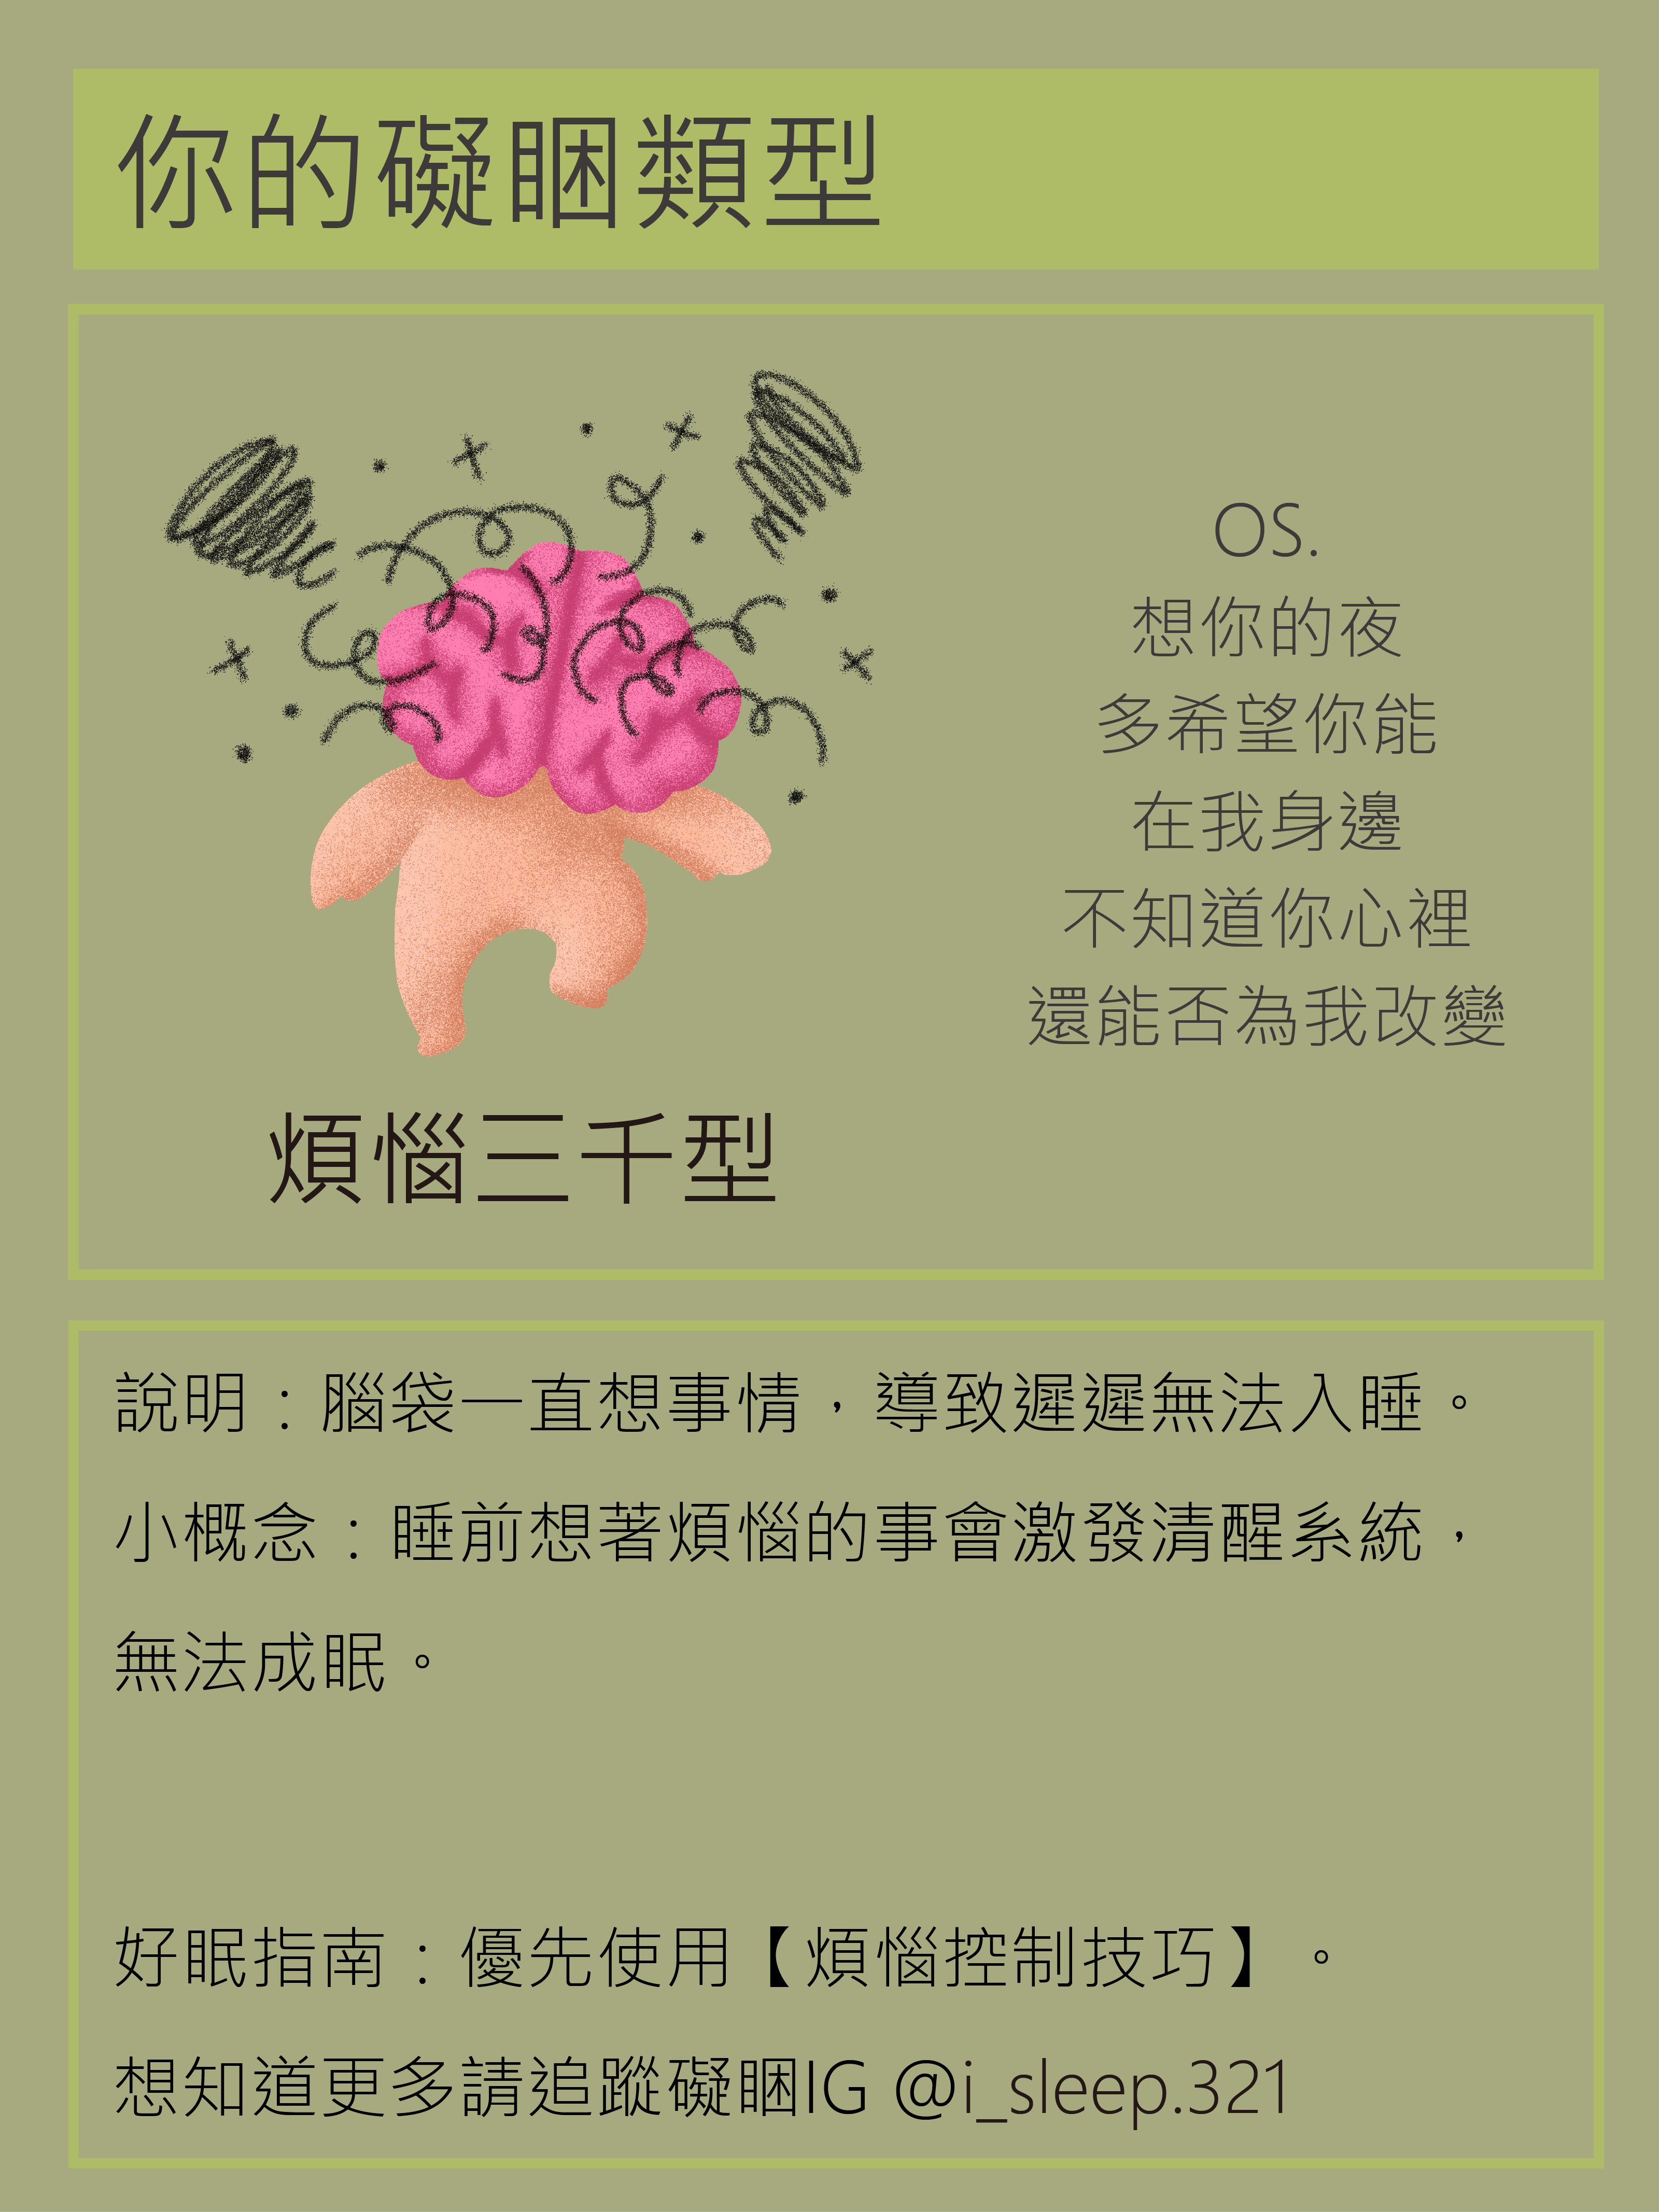 你的礙睏類型
OS.
想你的夜
多希望你能
在我身邊
不知道你心裡
還能否為我改變
煩惱三千型
說明：腦袋一直想事情，導致遲遲無法入睡。
小概念：睡前想著煩惱的事會激發清醒系統，
無法成眠。
好眠指南：優先使用【煩惱控制技巧】。
想知道更多請追蹤礙睏IG @i_sleep.321